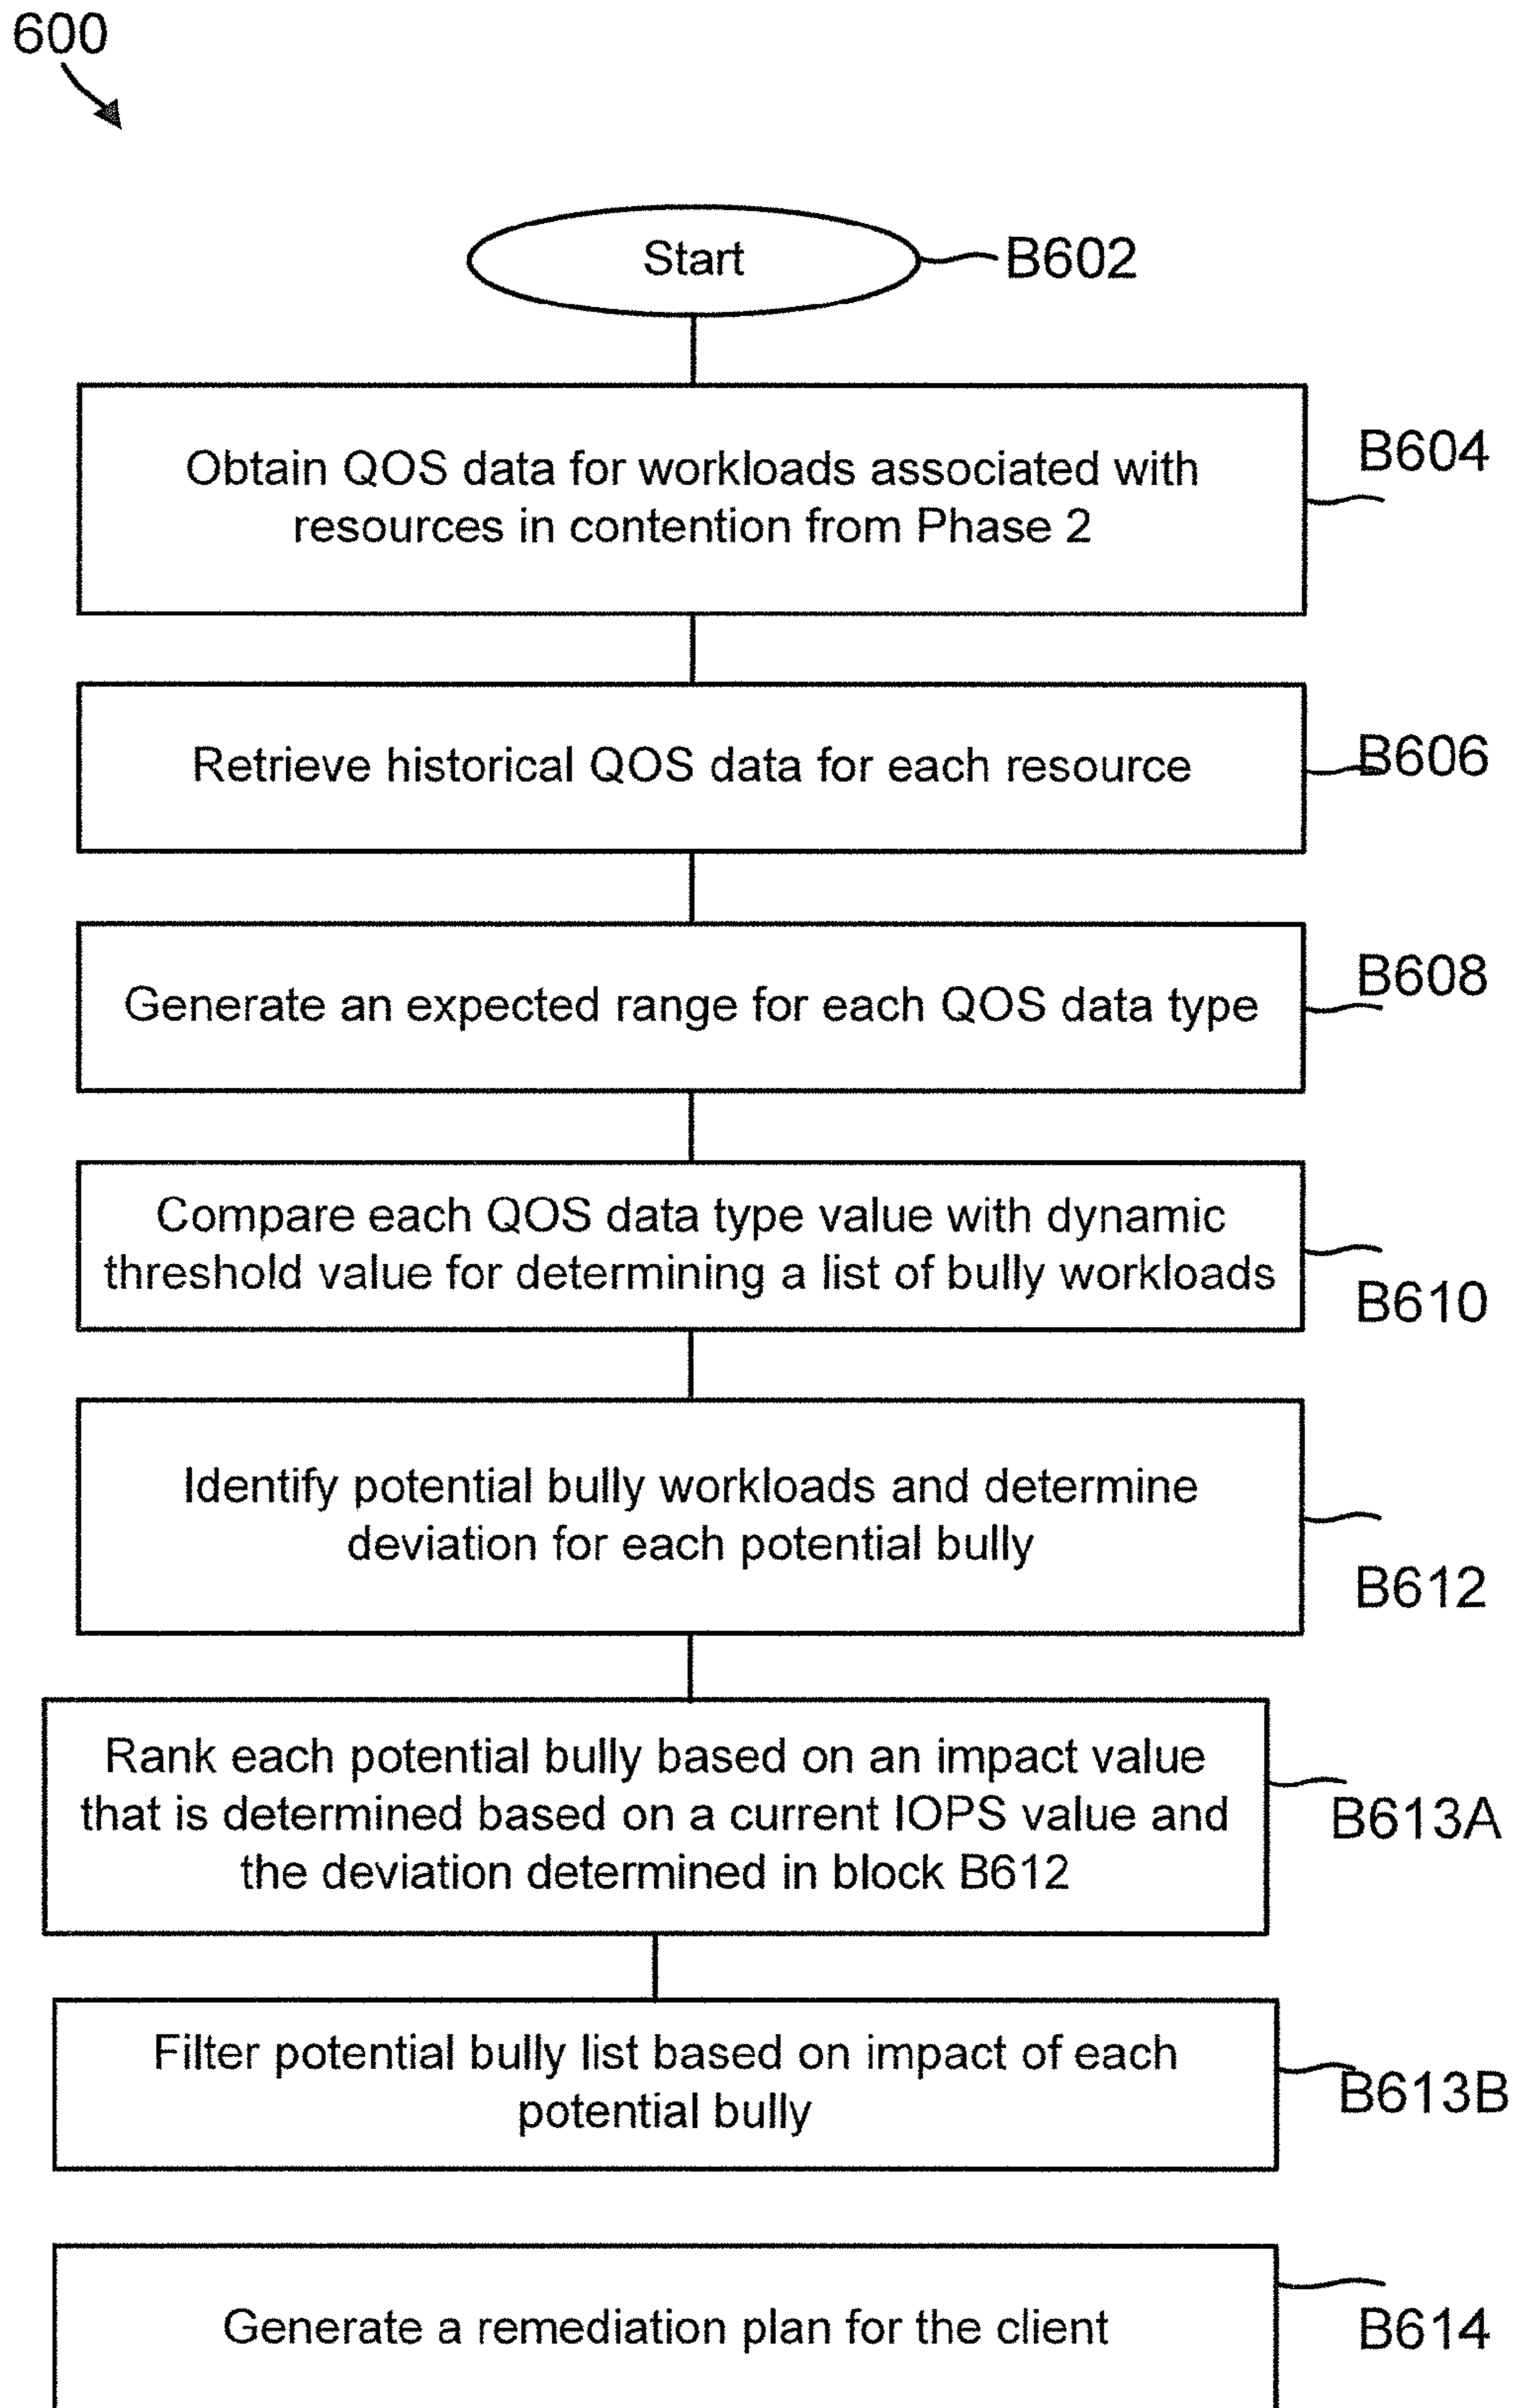 600
Start
B602
Obtain QOS data for workloads associated with
resources in contention from Phase 2
B604
Retrieve historical QOS data for each resource
B606
Generate an expected range for each QOS data type
B608
Compare each QOS data type value with dynamic
threshold value for determining a list of bully workloads
B610
Identify potential bully workloads and determine
deviation for each potential bully
B612
Rank each potential bully based on an impact value
that is determined based on a current IOPS value and
the deviation determined in block B612
B613A
Filter potential bully list based on impact of each
potential bully
B613B
Generate a remediation plan for the client
B614